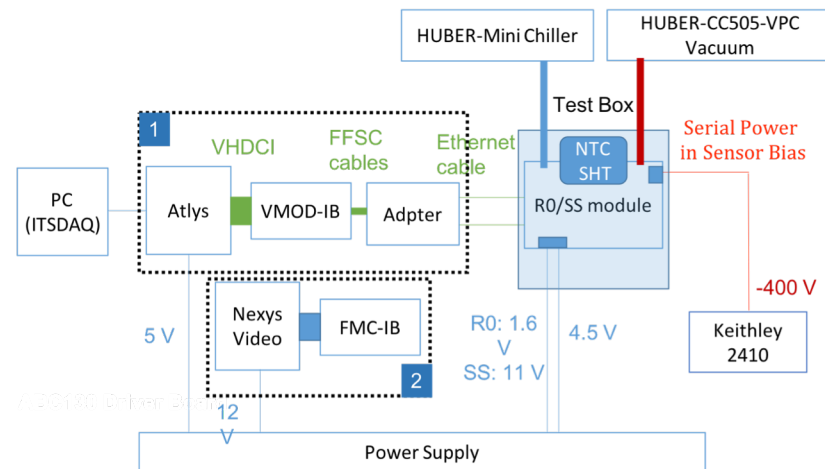 HUBER-Mini Chiller
HUBER-CC505-VPC
Vacuum
Test Box
1
VHDCI
FFSC
cables
Ethernet
cable
Serial Power
in Sensor Bias
NTC
SHT
PC
(ITSDAQ)
Atlys
VMOD-IB
Adpter
R0/SS module
Nexys
Video
FMC-IB
2
5 V
12
V
R0: 1.6
V
SS: 11 V
4.5 V
-400 V
Keithley
2410
Power Supply